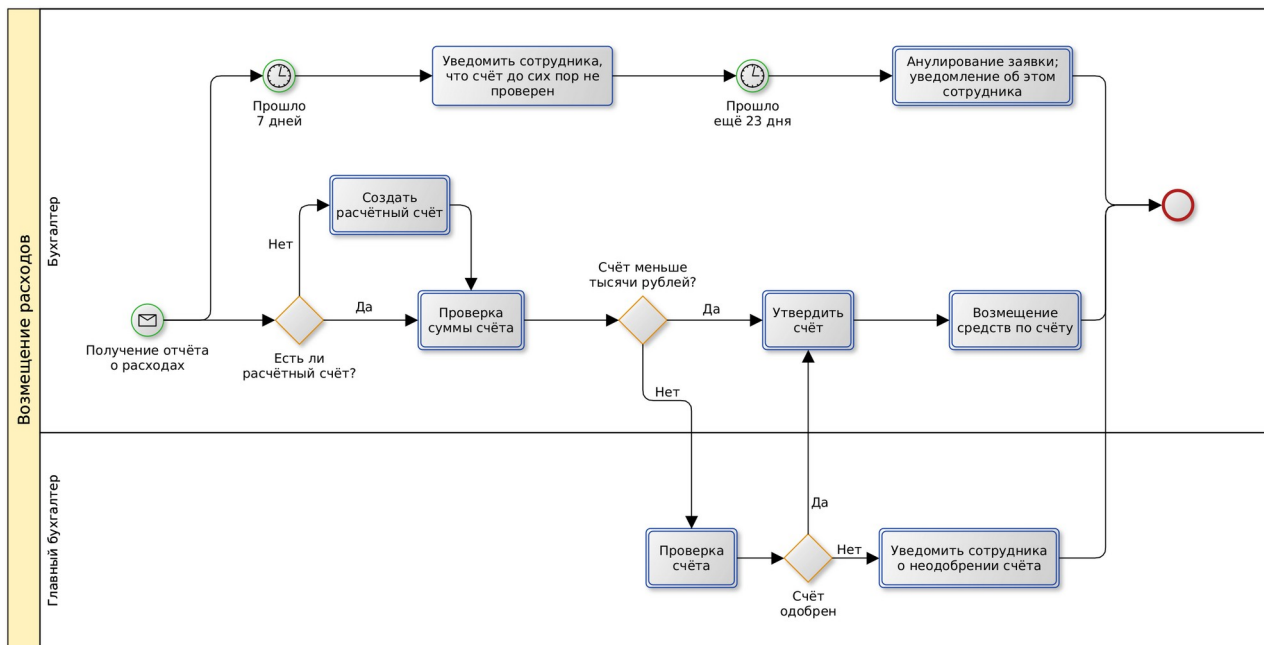 Возмещение расходов
Бухгалтер
Прошло
7 дней
Уведомить сотрудника,
что счёт до сих пор не
проверен
Прошло
ещё 23 дня
Анулирование заявки;
уведомление об этом
сотрудника
Создать
расчётный счёт
Нет
Получение отчёта
о расходах
Есть ли
расчётный счёт?
Да
Проверка
суммы счёта
Счёт меньше
тысячи рублей?
Да
Нет
Утвердить
счёт
Возмещение
средств по счёту
Главный бухгалтер
Проверка
счёта
Счёт
одобрен
Да
Нет
Уведомить сотрудника
о неодобрении счёта